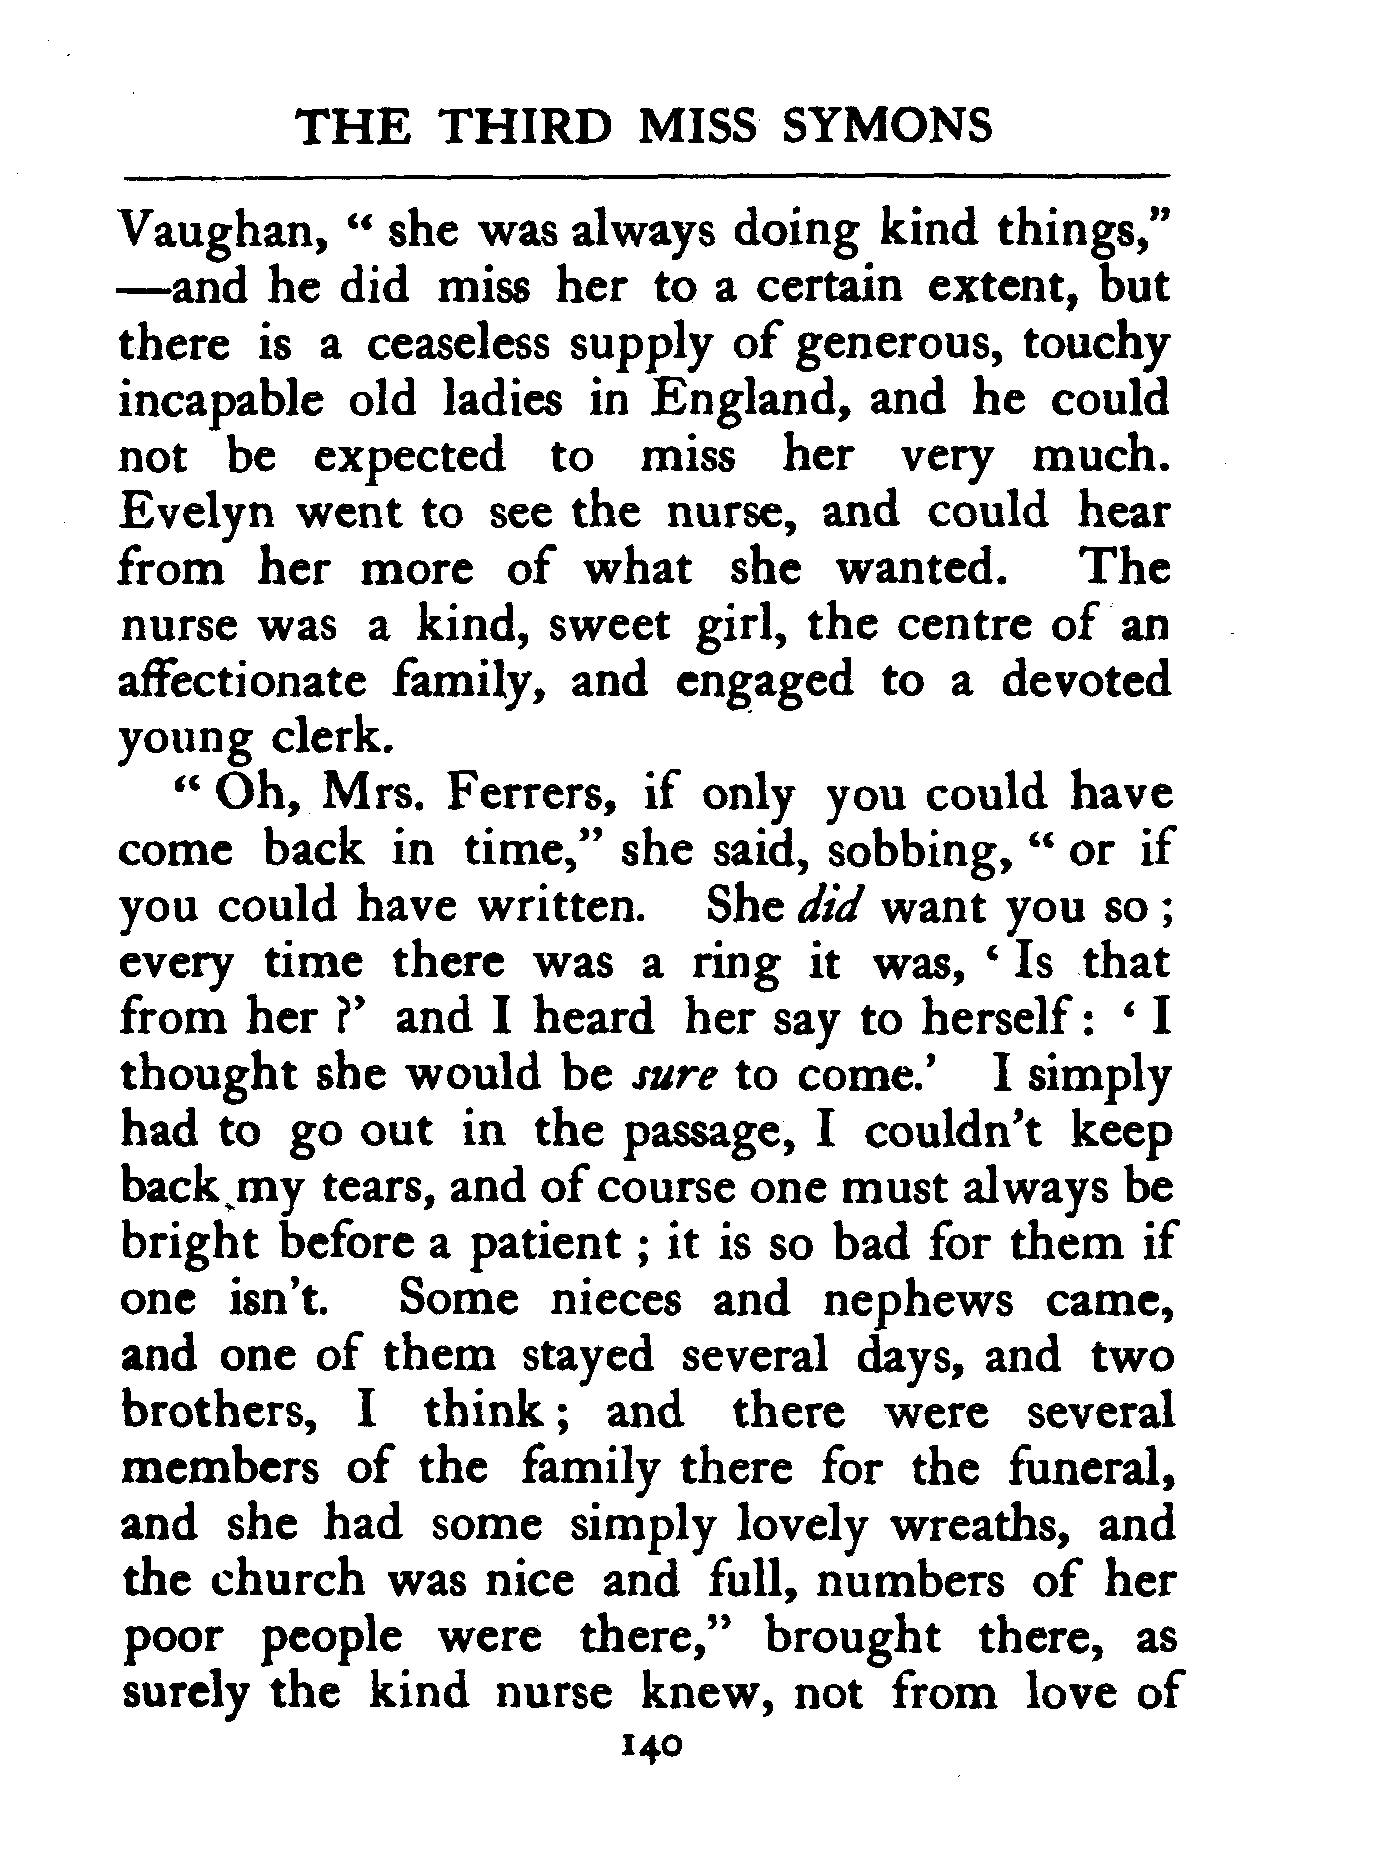 THE THIRD MISS SYMONS
Vaughan, “ she was always doing kind things,”
—and he did miss her to a certain extent, but
there is a ceaseless supply of generous, touchy
incapable old ladies in England, and he could
not be expected to miss her very much.
Evelyn went to see the nurse, and could hear
from her more of what she wanted. The
nurse was a kind, sweet girl, the centre of an
affectionate family, and engaged to a devoted
young clerk.
“ Oh, Mrs. Ferrers, if only you could have
come back in time,” she said, sobbing, “ or if
you could have written. She did want you so ;
every time there was a ring it was, ‘ Is that
from her ?’ and I heard her say to herself : ‘ I
thought she would be sure to come.’ I simply
had to go out in the passage, I couldn’t keep
back my tears, and of course one must always be
bright before a patient ; it is so bad for them if
one isn’t. Some nieces and nephews came,
and one of them stayed several days, and two
brothers, I think ; and there were several
members of the family there for the funeral,
and she had some simply lovely wreaths, and
the church was nice and full, numbers of her
poor people were there,” brought there, as
surely the kind nurse knew, not from love of
140